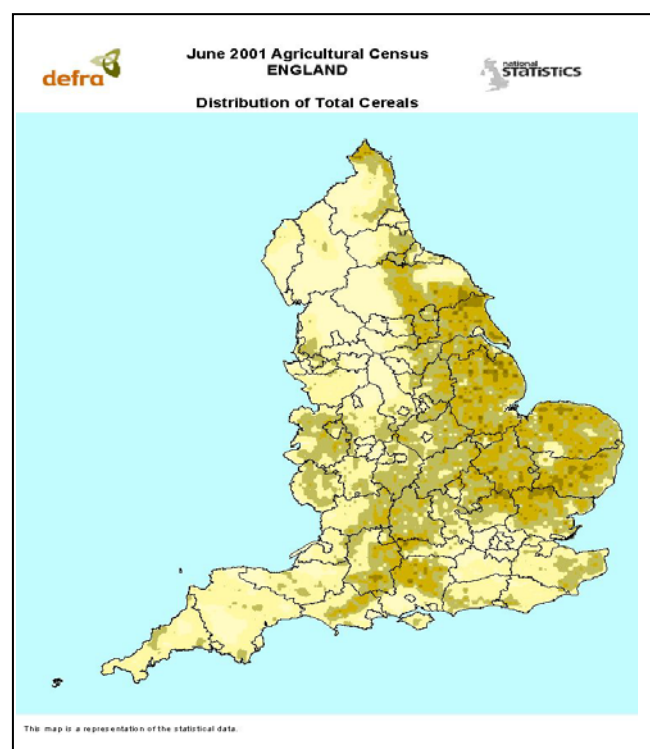 defra
June 2001 Agricultural Census
ENGLAND
national
STATISTICS
Distribution of Total Cereals
This map is a representation of the statistical data.